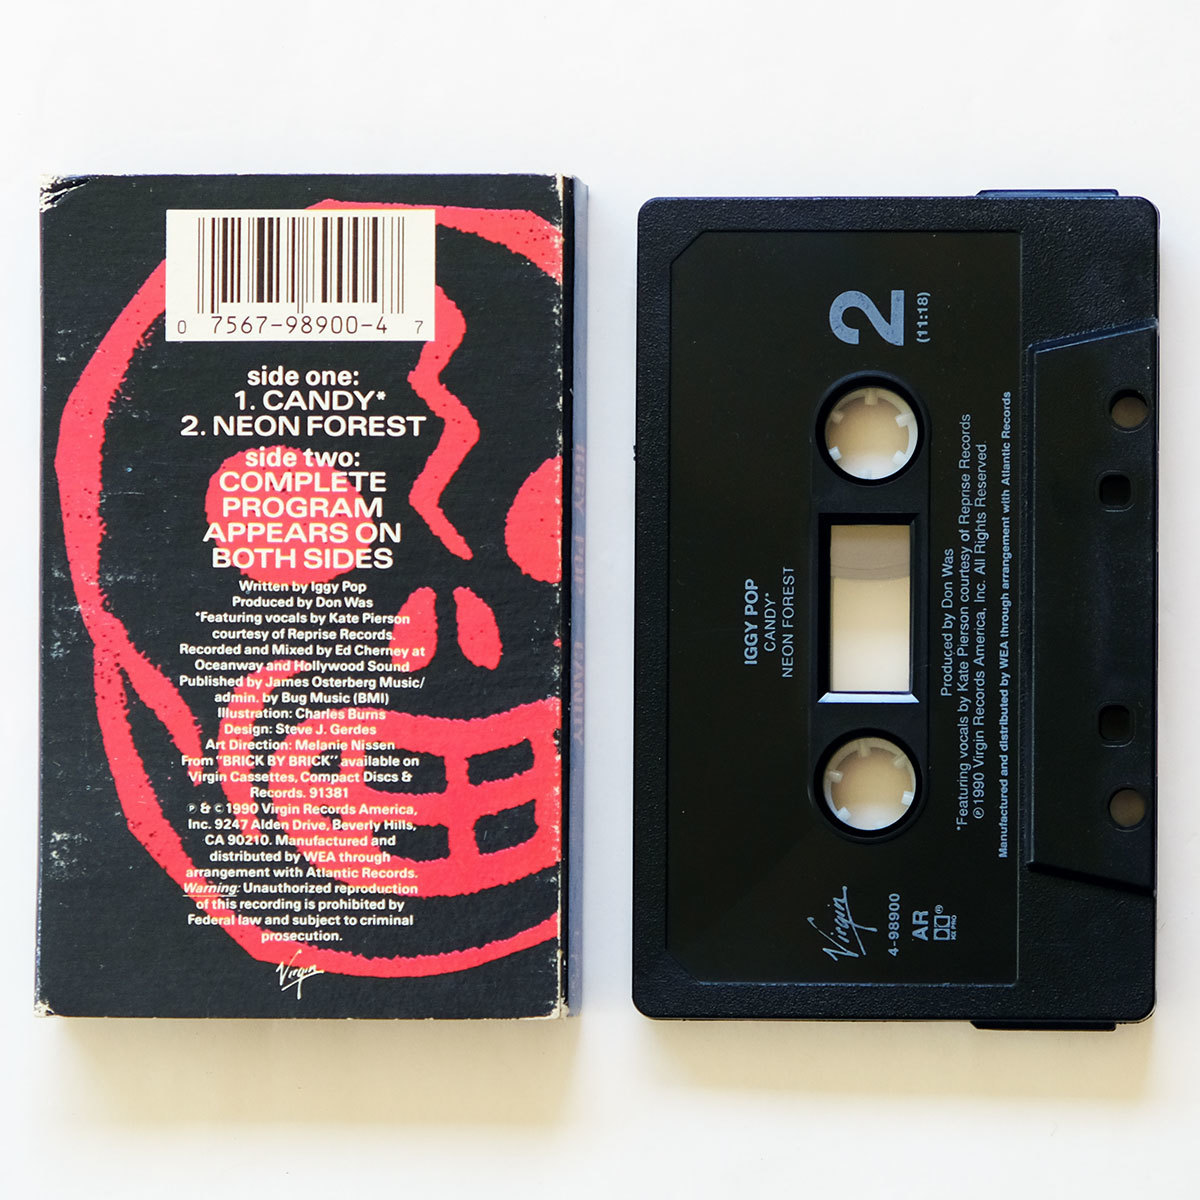 0 7567-98900-4 7
side one:
1. CANDY*
2. NEON FOREST
side two:
COMPLETE
PROGRAM
APPEARS ON
BOTH SIDES
Written by Iggy Pop
Produced by Don Was
*Featuring vocals by Kate Pierson
courtesy of Reprise Records.
Recorded and Mixed by Ed Cherney at
Oceanway and Hollywood Sound
Published by James Osterberg Music/
admin. by Bug Music (BMI)
Illustration: Charles Burns
Design: Steve J. Gerdes
Art Direction: Melanie Nissen
From "BRICK BY BRICK" available on
Virgin Cassettes, Compact Discs &
Records. 91381
℗ & © 1990 Virgin Records America,
Inc. 9247 Alden Drive, Beverly Hills,
CA 90210. Manufactured and
distributed by WEA through
arrangement with Atlantic Records.
Warning: Unauthorized reproduction
of this recording is prohibited by
Federal law and subject to criminal
prosecution.
Virgin
IGGY POP CANDY
2
(11:18)
IGGY POP
CANDY*
NEON FOREST
Produced by Don Was
*Featuring vocals by Kate Pierson courtesy of Reprise Records
℗ 1990 Virgin Records America, Inc. All Rights Reserved.
Manufactured and distributed by WEA through arrangement with Atlantic Records
Virgin
4-98900
AR
HX PRO